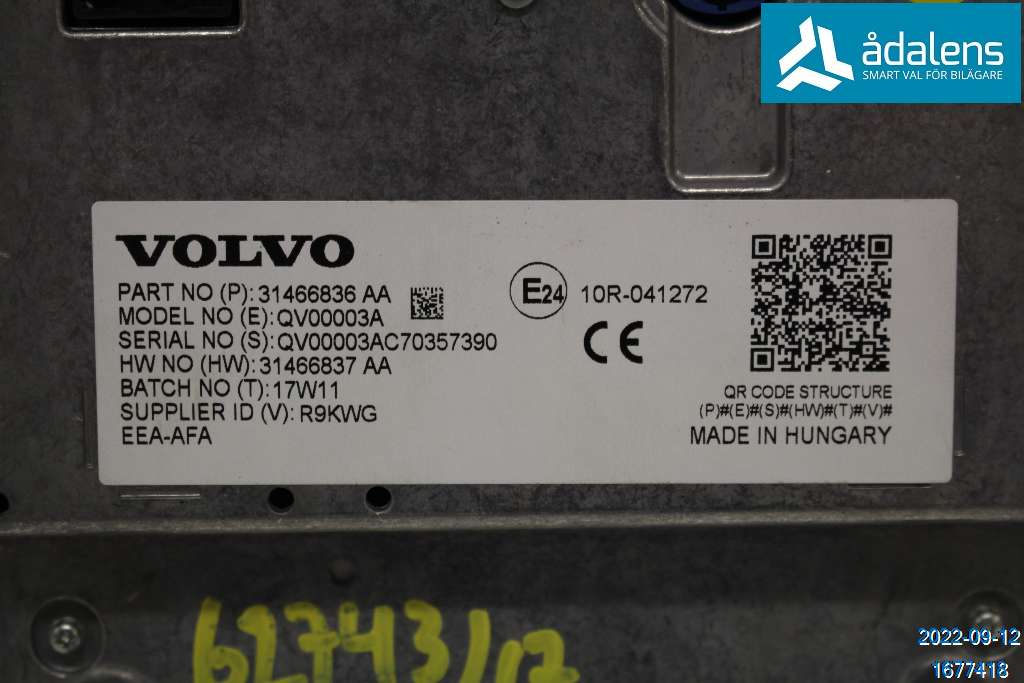 ådalens
SMART VAL FÖR BILÄGARE
VOLVO
PART NO (P): 31466836 AA
MODEL NO (E): QV00003A
SERIAL NO (S): QV00003AC70357390
HW NO (HW): 31466837 AA
BATCH NO (T): 17W11
SUPPLIER ID (V): R9KWG
EEA-AFA
E24 10R-041272
CE
QR CODE STRUCTURE
(P)#(E)#(S)#(HW)#(T)#(V)#
MADE IN HUNGARY
62743/17
2022-09-12
1677418